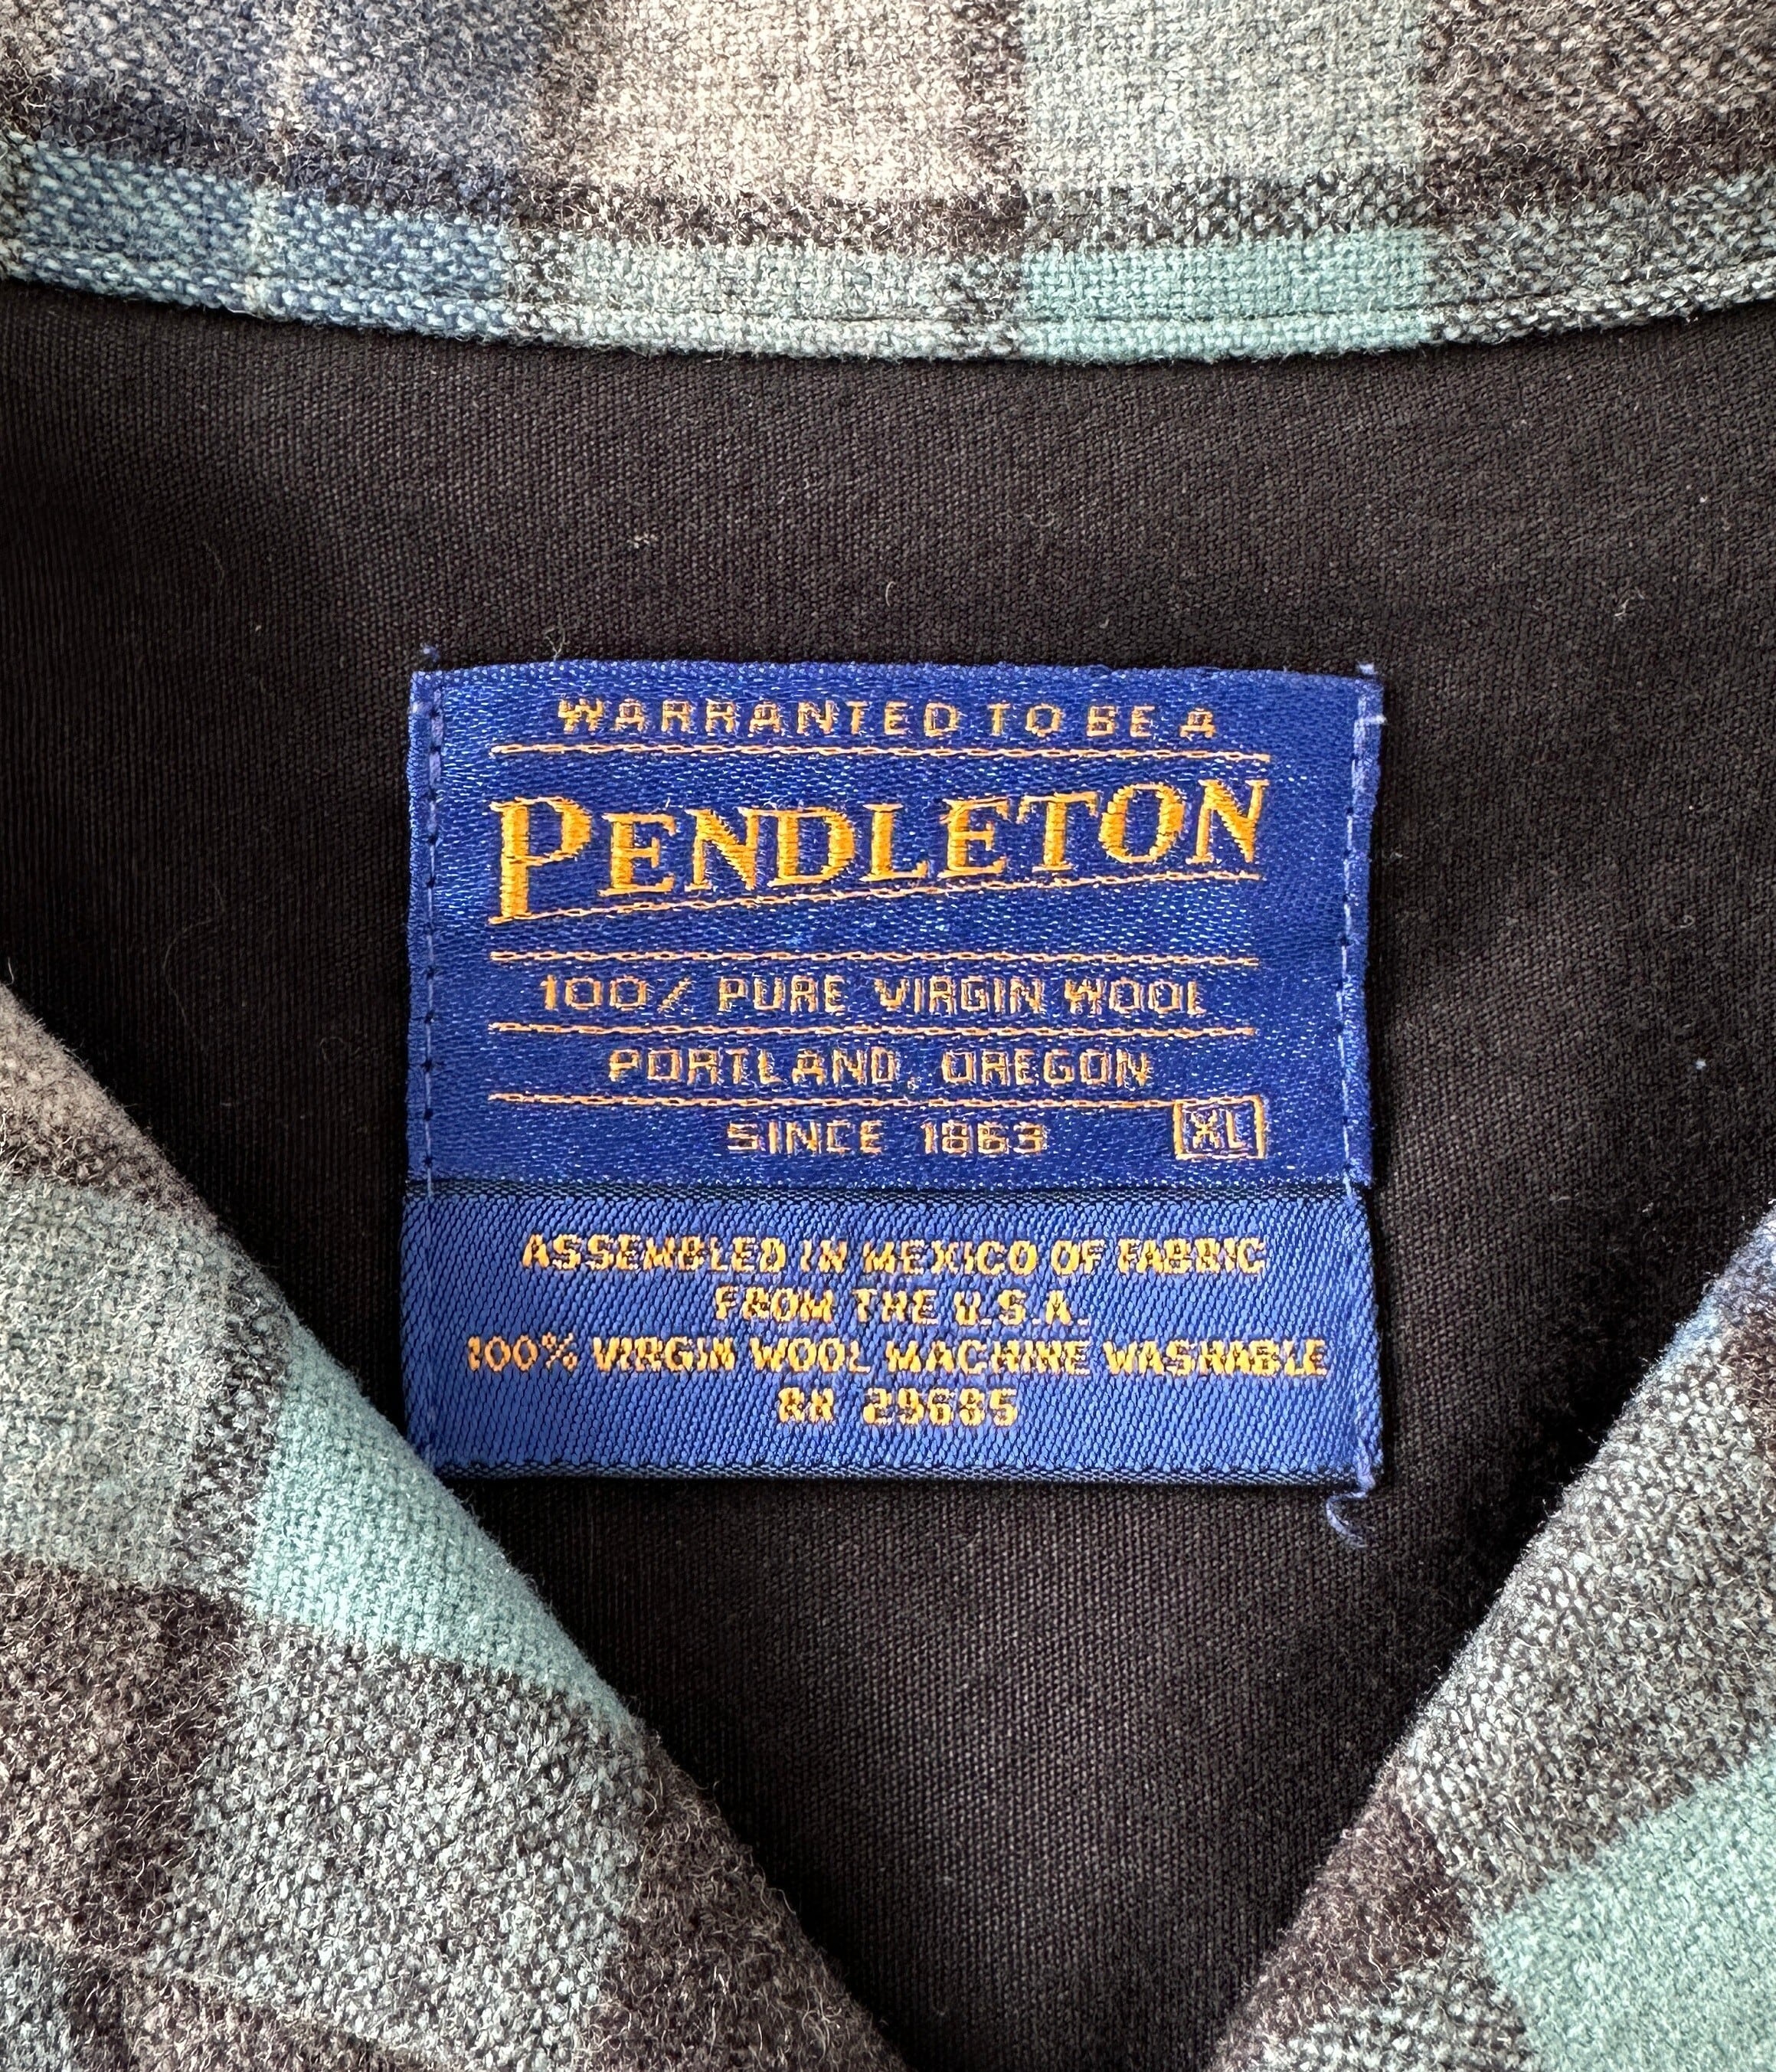 WARRANTED TO BE A
PENDLETON
100% PURE VIRGIN WOOL
PORTLAND, OREGON
SINCE 1863 XL
ASSEMBLED IN MEXICO OF FABRIC
FROM THE U.S.A.
100% VIRGIN WOOL MACHINE WASHABLE
RN 29685